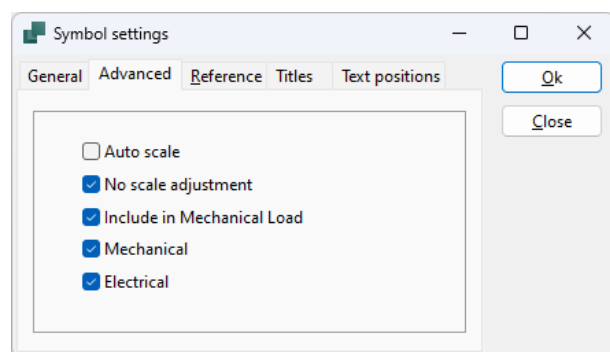 Symbol settings
General Advanced Reference Titles Text positions
Ok
Close
Auto scale
No scale adjustment
Include in Mechanical Load
Mechanical
Electrical